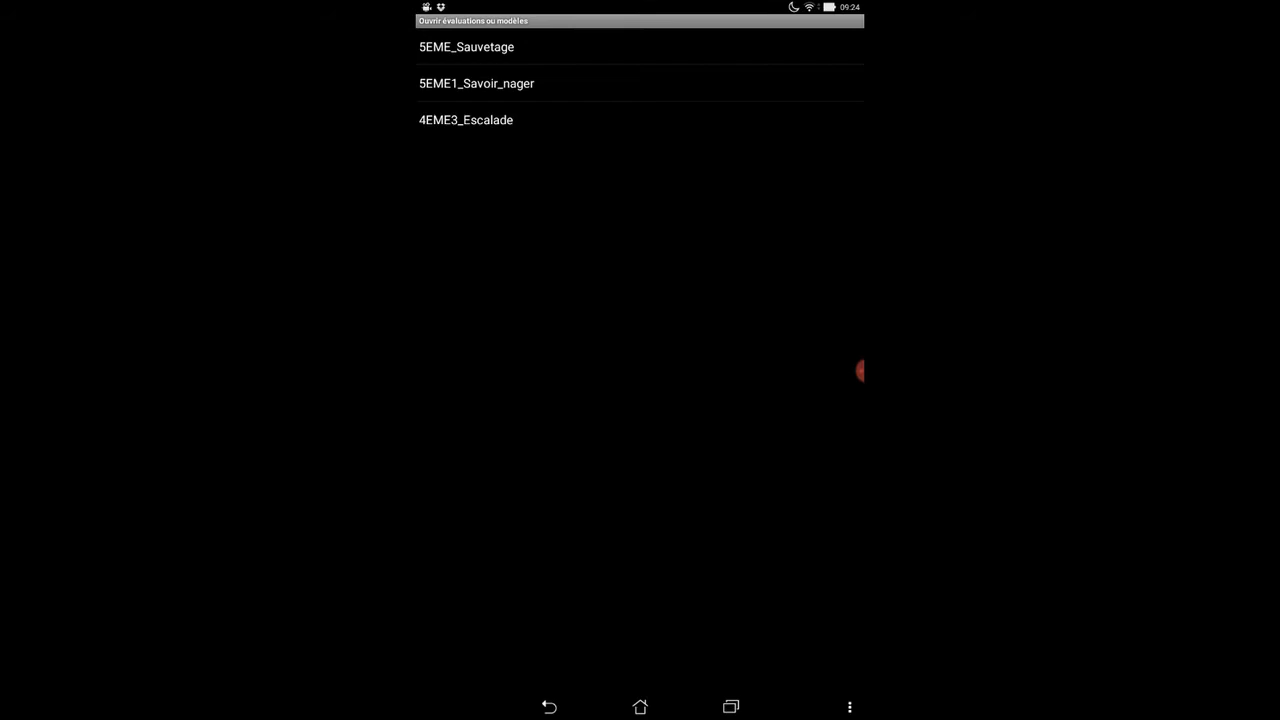 09:24
Ouvrir évaluations ou modèles
5EME_Sauvetage
5EME1_Savoir_nager
4EME3_Escalade